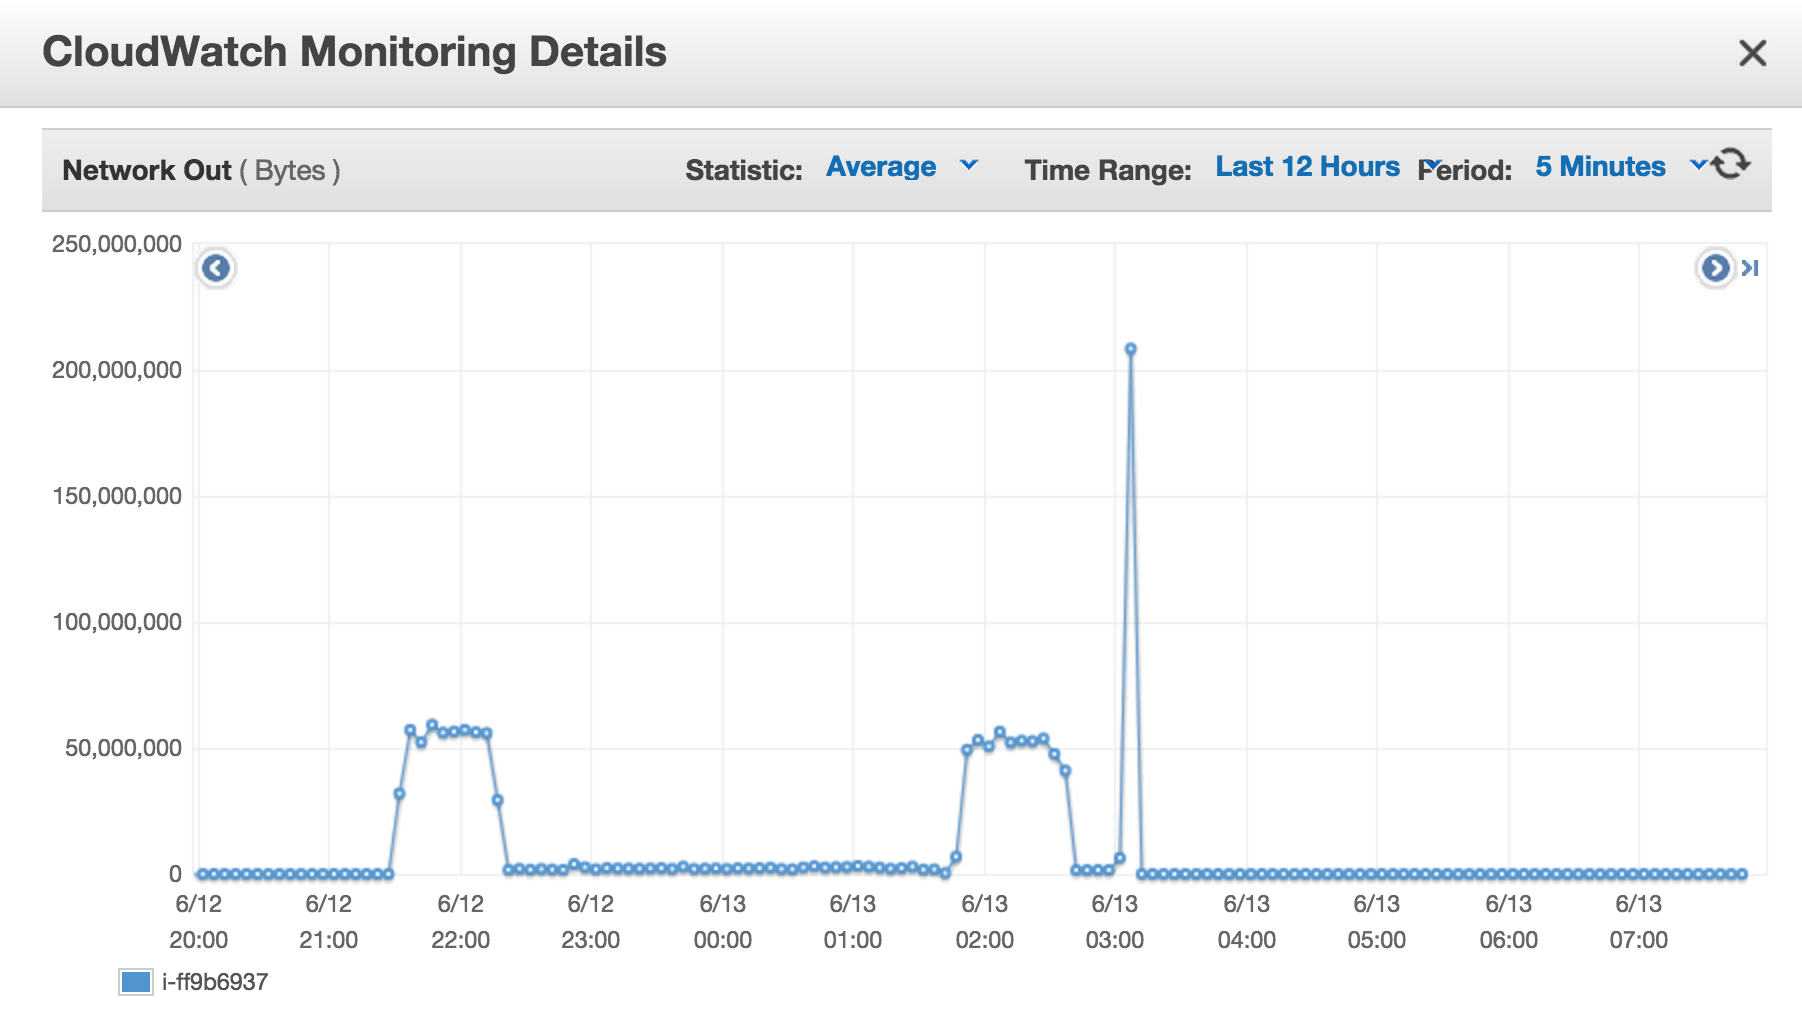 CloudWatch Monitoring Details
Network Out ( Bytes ) Statistic: Average Time Range: Last 12 Hours Period: 5 Minutes
250,000,000
200,000,000
150,000,000
100,000,000
50,000,000
0
6/12 6/12 6/12 6/12 6/13 6/13 6/13 6/13 6/13 6/13 6/13 6/13
20:00 21:00 22:00 23:00 00:00 01:00 02:00 03:00 04:00 05:00 06:00 07:00
i-ff9b6937